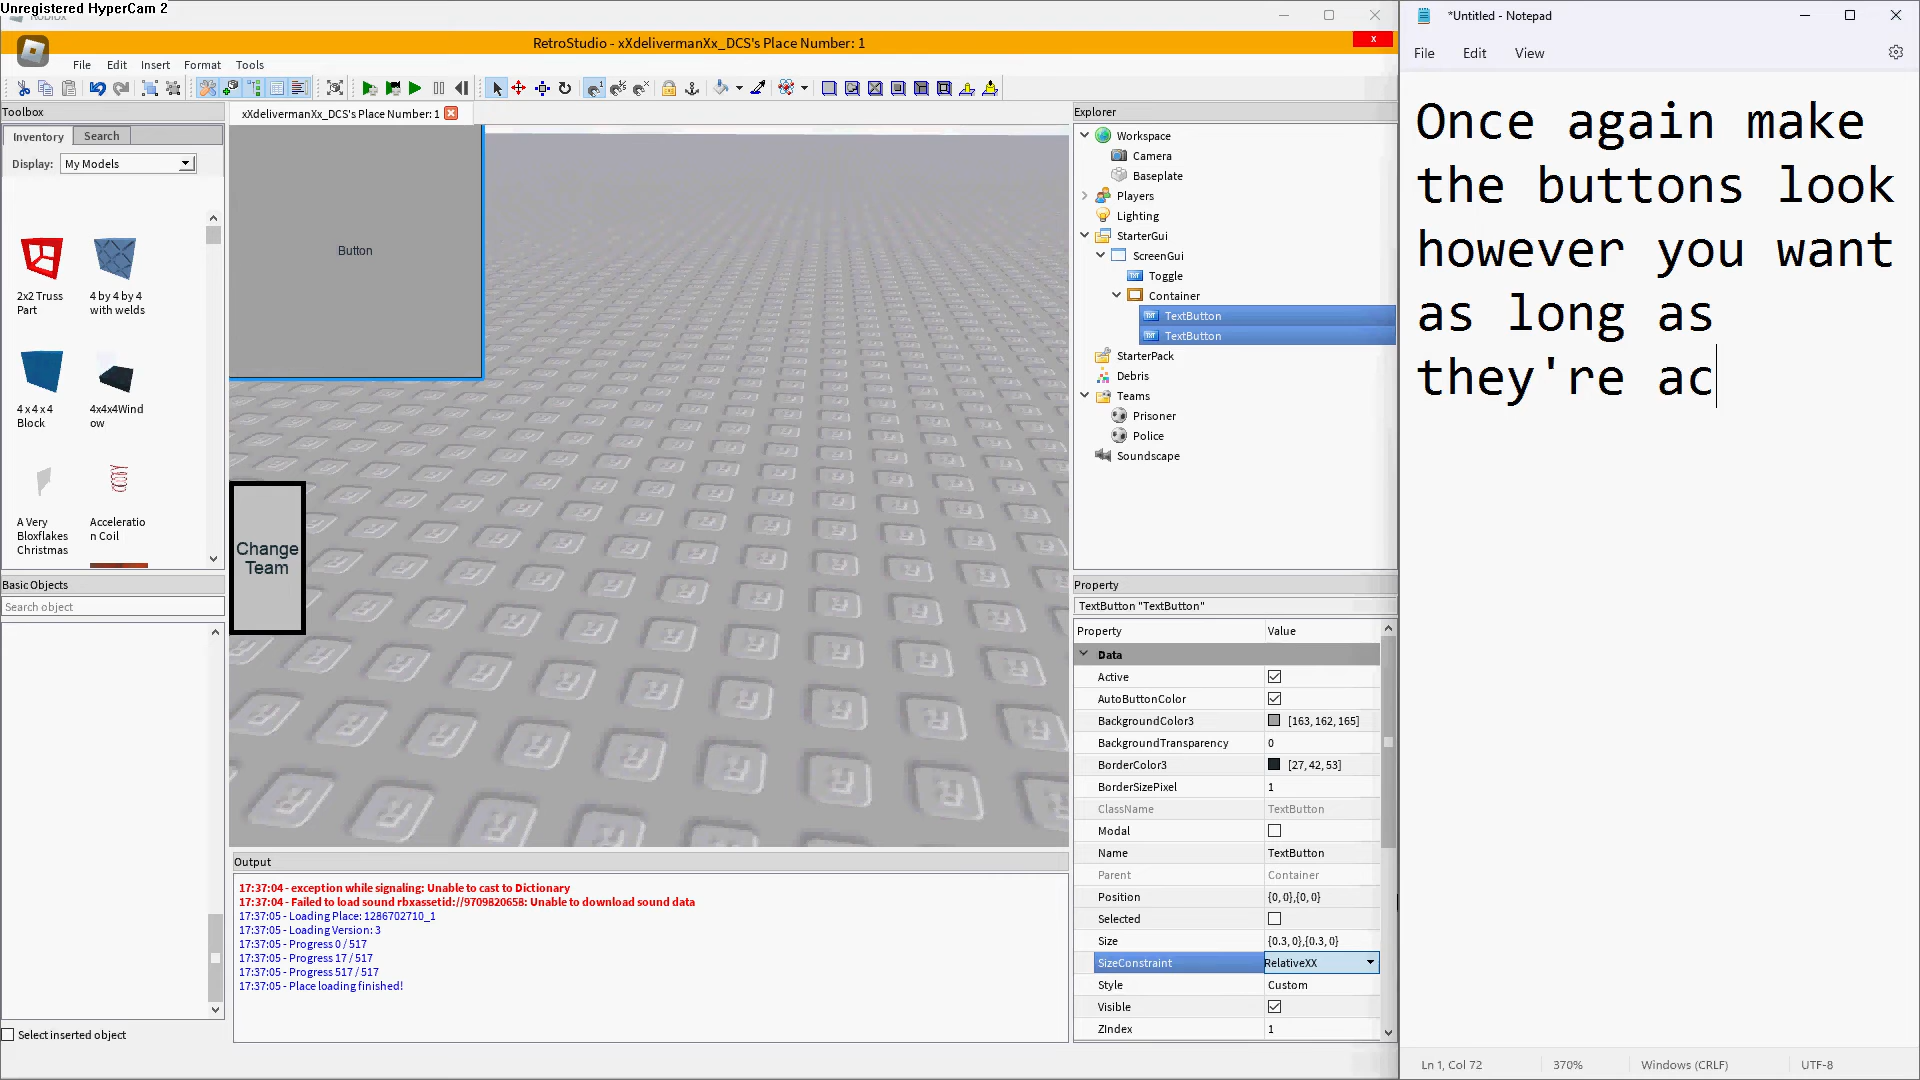 Unregistered HyperCam 2
Roblox
RetroStudio - xXdelivermanXx_DCS's Place Number: 1
x
File Edit Insert Format Tools
Toolbox
Inventory Search
Display: My Models
2x2 Truss Part
4 by 4 by 4 with welds
4 x 4 x 4 Block
4x4x4Window
A Very Bloxflakes Christmas
Acceleration Coil
Basic Objects
Search object
Select inserted object
xXdelivermanXx_DCS's Place Number: 1
Button
Change
Team
Output
17:37:04 - exception while signaling: Unable to cast to Dictionary
17:37:04 - Failed to load sound rbxassetid://9709820658: Unable to download sound data
17:37:05 - Loading Place: 1286702710_1
17:37:05 - Loading Version: 3
17:37:05 - Progress 0 / 517
17:37:05 - Progress 17 / 517
17:37:05 - Progress 517 / 517
17:37:05 - Place loading finished!
Explorer
Workspace
Camera
Baseplate
Players
Lighting
StarterGui
ScreenGui
Toggle
Container
TextButton
TextButton
StarterPack
Debris
Teams
Prisoner
Police
Soundscape
Property
TextButton "TextButton"
Property Value
Data
Active
AutoButtonColor
BackgroundColor3 [163, 162, 165]
BackgroundTransparency 0
BorderColor3 [27, 42, 53]
BorderSizePixel 1
ClassName TextButton
Modal
Name TextButton
Parent Container
Position {0, 0},{0, 0}
Selected
Size {0.3, 0},{0.3, 0}
SizeConstraint RelativeXX
Style Custom
Visible
ZIndex 1
*Untitled - Notepad
File Edit View
Once again make
the buttons look
however you want
as long as
they're ac
Ln 1, Col 72 370% Windows (CRLF) UTF-8